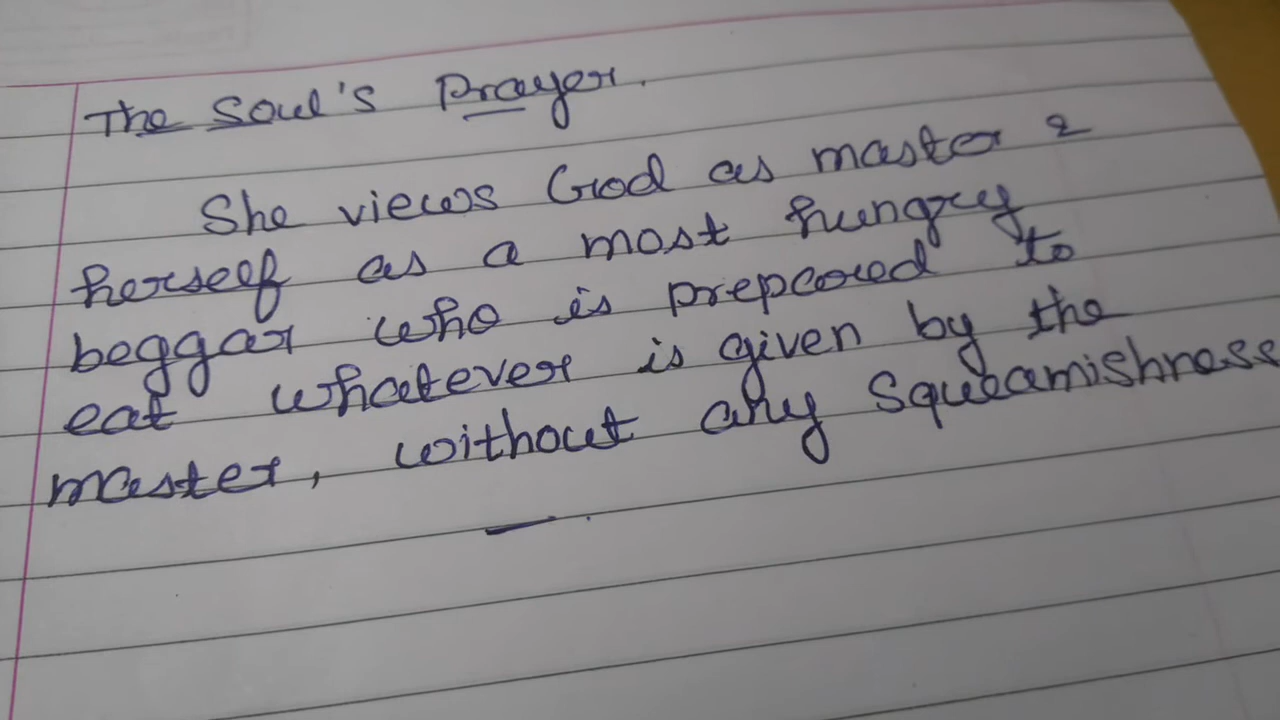 The Soul's Prayer.
She views God as master &
herself as a most hungry
beggar who is prepared to
eat whatever is given by the
master, without any Squeamishness